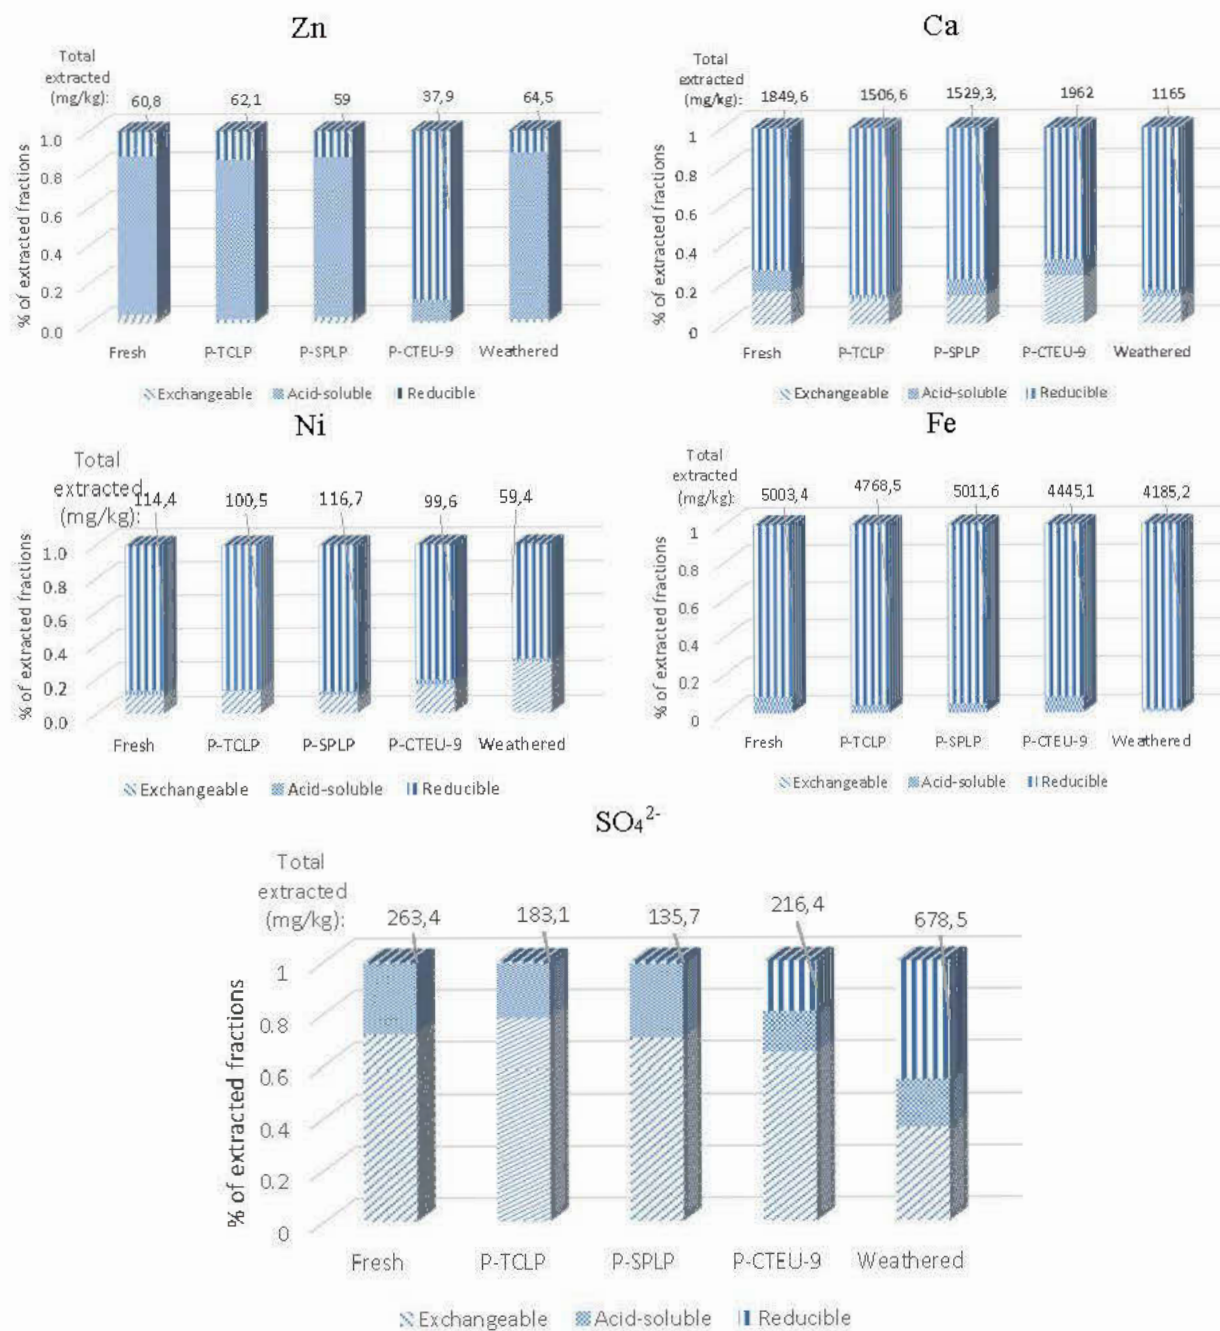 Zn
Total
extracted
(mg/kg):
60,8 62,1 59 37,9 64,5
% of extracted fractions
1.0
0.8
0.6
0.4
0.2
0.0
Fresh P-TCLP P-SPLP P-CTEU-9 Weathered
Exchangeable Acid-soluble Reducible
Ca
Total
extracted
(mg/kg):
1849,6 1506,6 1529,3, 1962 1165
% of extracted fractions
1
0.8
0.6
0.4
0.2
0
Fresh P-TCLP P-SPLP P-CTEU-9 Weathered
Exchangeable Acid-soluble Reducible
Ni
Total
extracted
(mg/kg):
114,4 100,5 116,7 99,6 59,4
% of extracted fractions
1.0
0.8
0.6
0.4
0.2
0.0
Fresh P-TCLP P-SPLP P-CTEU-9 Weathered
Exchangeable Acid-soluble Reducible
Fe
Total
extracted
(mg/kg):
5003,4 4768,5 5011,6 4445,1 4185,2
% of extracted fractions
1
0.8
0.6
0.4
0.2
0
Fresh P-TCLP P-SPLP P-CTEU-9 Weathered
Exchangeable Acid-soluble Reducible
SO₄²⁻
Total
extracted
(mg/kg):
263,4 183,1 135,7 216,4 678,5
% of extracted fractions
1
0.8
0.6
0.4
0.2
0
Fresh P-TCLP P-SPLP P-CTEU-9 Weathered
Exchangeable Acid-soluble Reducible